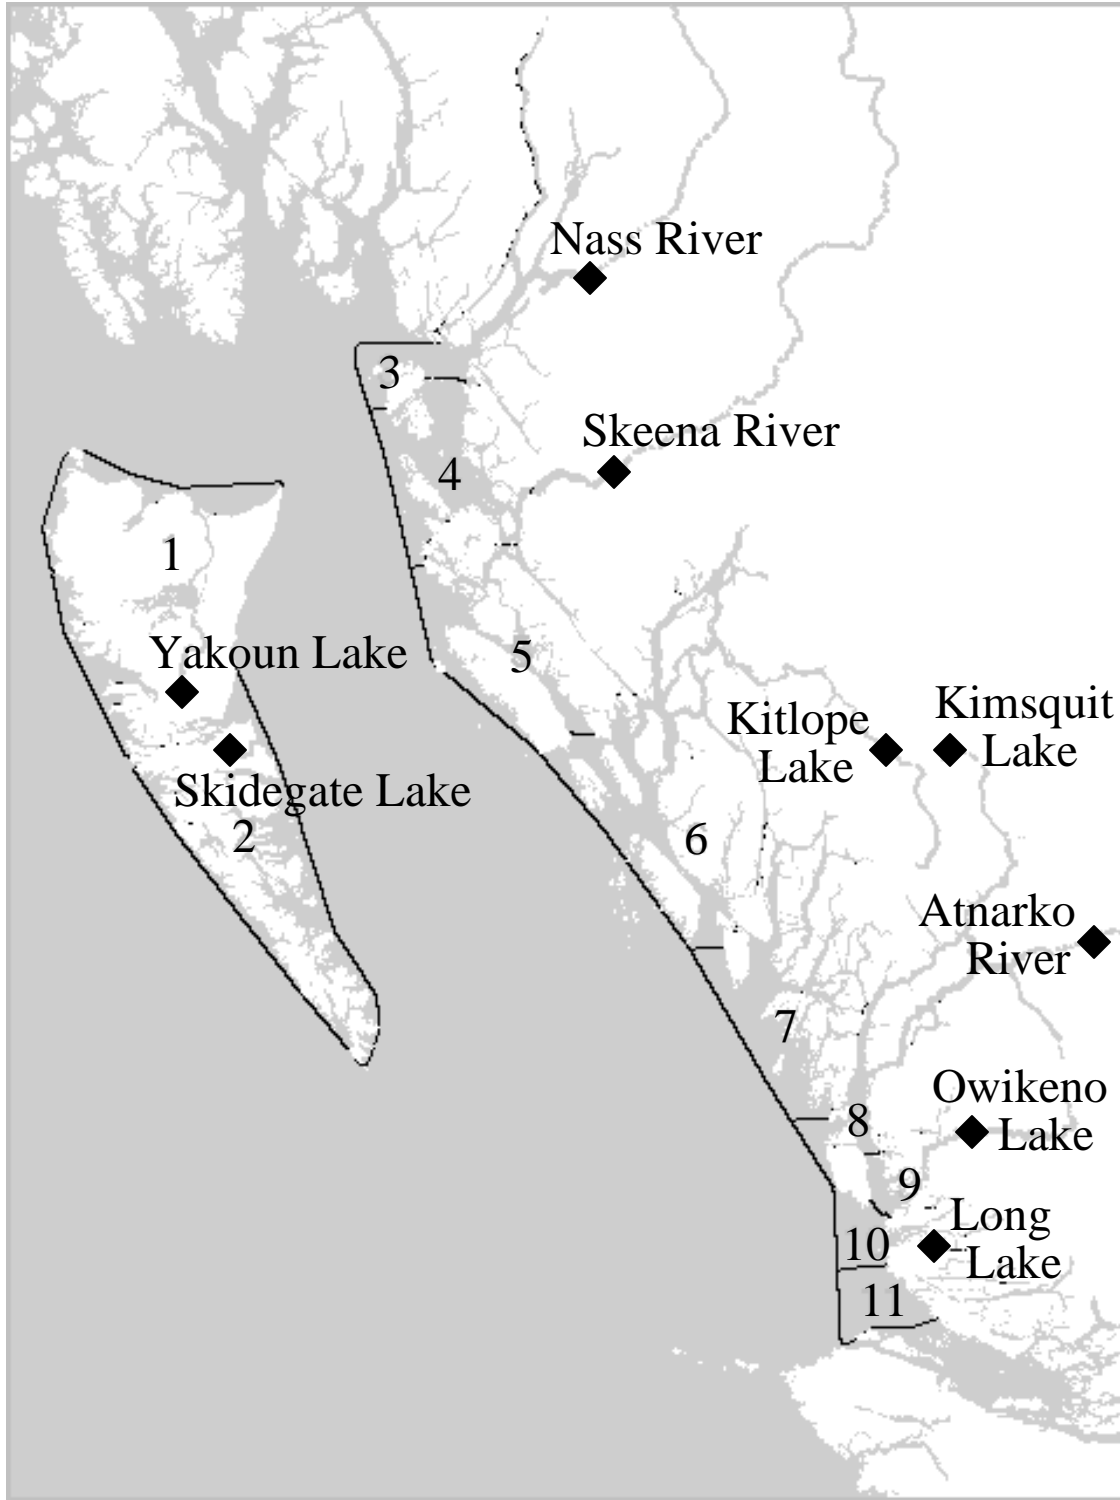 Nass River
3
Skeena River
4
1
Yakoun Lake
5
Kitlope
Lake
Kimsquit
Lake
Skidegate Lake
2
6
Atnarko
River
7
Owikeno
Lake
8
9
Long
Lake
10
11